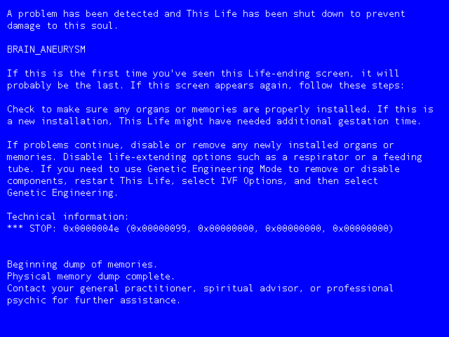 A problem has been detected and This Life has been shut down to prevent
damage to this soul.
BRAIN_ANEURYSM
If this is the first time you've seen this Life-ending screen, it will
probably be the last. If this screen appears again, follow these steps:
Check to make sure any organs or memories are properly installed. If this is
a new installation, This Life might have needed additional gestation time.
If problems continue, disable or remove any newly installed organs or
memories. Disable life-extending options such as a respirator or a feeding
tube. If you need to use Genetic Engineering Mode to remove or disable
components, restart This Life, select IVF Options, and then select
Genetic Engineering.
Technical information:
*** STOP: 0x0000004e (0x00000099, 0x00000000, 0x00000000, 0x00000000)
Beginning dump of memories.
Physical memory dump complete.
Contact your general practitioner, spiritual advisor, or professional
psychic for further assistance.